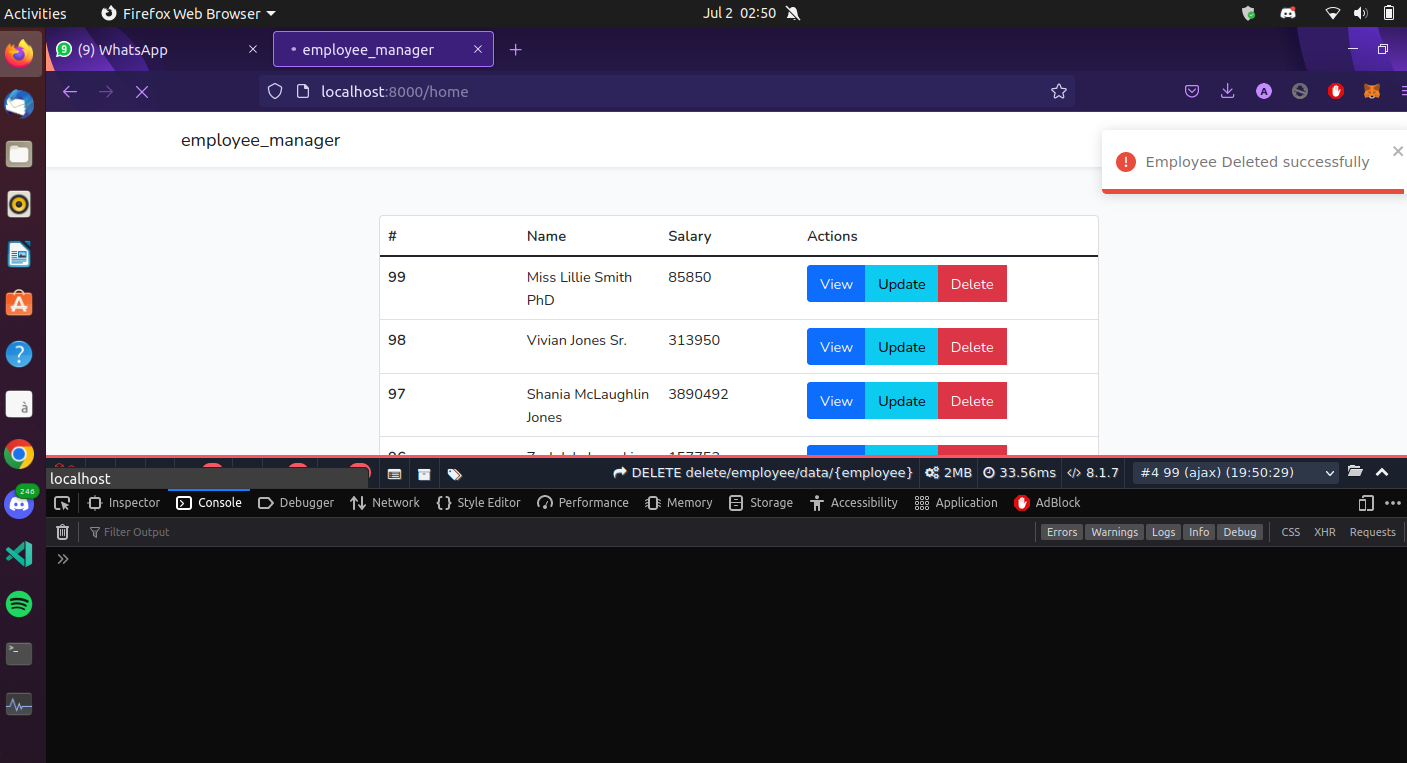 Activities Firefox Web Browser Jul 2 02:50
(9) WhatsApp employee_manager
localhost:8000/home
employee_manager
Employee Deleted successfully
# Name Salary Actions
99 Miss Lillie Smith PhD 85850 View Update Delete
98 Vivian Jones Sr. 313950 View Update Delete
97 Shania McLaughlin Jones 3890492 View Update Delete
localhost DELETE delete/employee/data/{employee} 2MB 33.56ms 8.1.7 #4 99 (ajax) (19:50:29)
Inspector Console Debugger Network Style Editor Performance Memory Storage Accessibility Application AdBlock
Filter Output Errors Warnings Logs Info Debug CSS XHR Requests
246